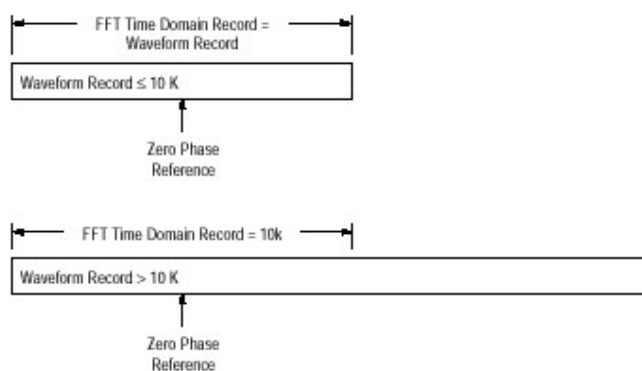 FFT Time Domain Record =
Waveform Record
Waveform Record ≤ 10 K
Zero Phase
Reference
FFT Time Domain Record = 10k
Waveform Record > 10 K
Zero Phase
Reference